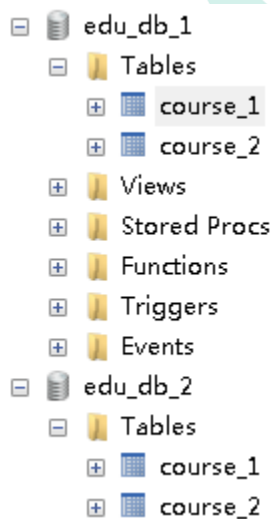 edu_db_1
Tables
course_1
course_2
Views
Stored Procs
Functions
Triggers
Events
edu_db_2
Tables
course_1
course_2